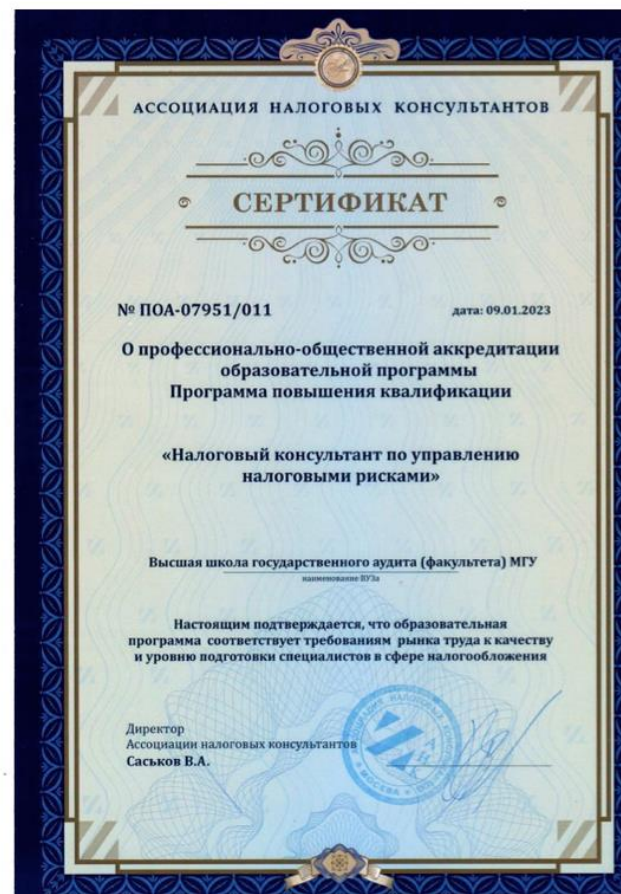 АССОЦИАЦИЯ НАЛОГОВЫХ КОНСУЛЬТАНТОВ
СЕРТИФИКАТ
№ ПОА-07951/011
дата: 09.01.2023
О профессионально-общественной аккредитации
образовательной программы
Программа повышения квалификации
«Налоговый консультант по управлению
налоговыми рисками»
Высшая школа государственного аудита (факультета) МГУ
наименование ВУЗа
Настоящим подтверждается, что образовательная
программа соответствует требованиям рынка труда к качеству
и уровню подготовки специалистов в сфере налогообложения
Директор
Ассоциации налоговых консультантов
Саськов В.А.
МОСКВА